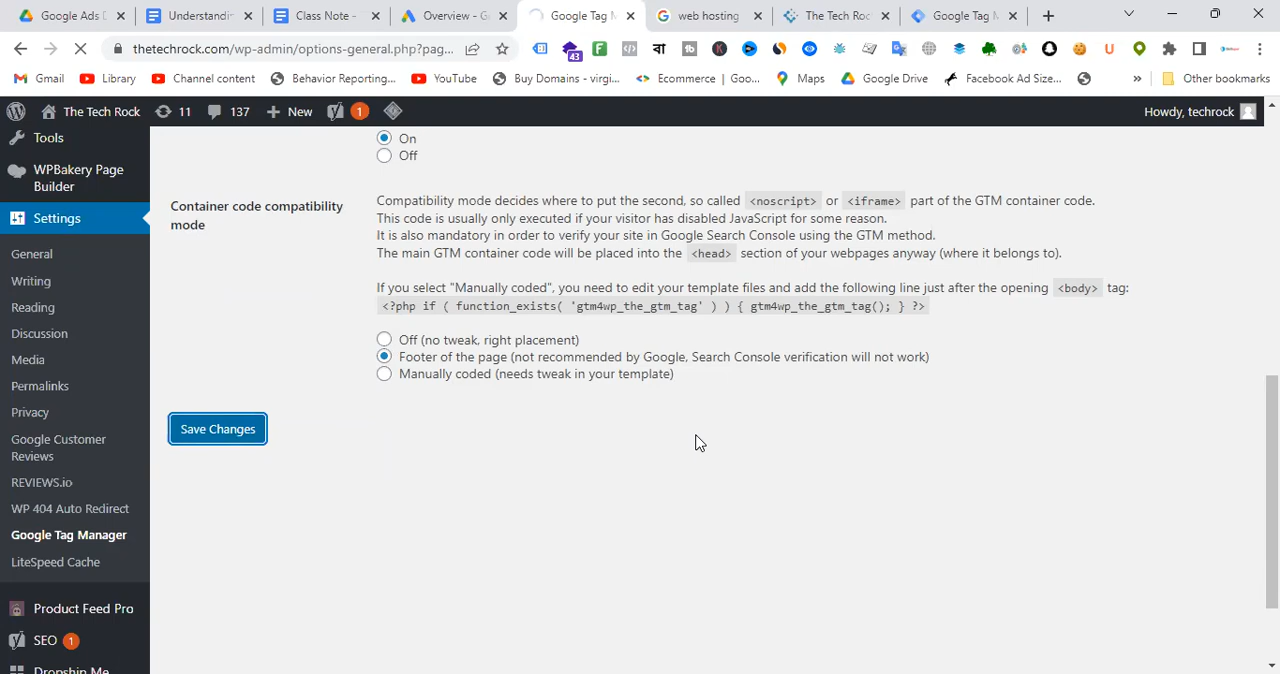 Google Ads D
Understandin
Class Note -
Overview - G
Google Tag M
web hosting
The Tech Roc
Google Tag M
thetechrock.com/wp-admin/options-general.php?pag...
43
বা
Gmail
Library
Channel content
Behavior Reporting...
YouTube
Buy Domains - virgi...
Ecommerce | Goo...
Maps
Google Drive
Facebook Ad Size...
Other bookmarks
The Tech Rock
11
137
New
1
Howdy, techrock
Tools
WPBakery Page
Builder
Settings
General
Writing
Reading
Discussion
Media
Permalinks
Privacy
Google Customer
Reviews
REVIEWS.io
WP 404 Auto Redirect
Google Tag Manager
LiteSpeed Cache
Product Feed Pro
SEO 1
Dropship Me
On
Off
Container code compatibility
mode
Compatibility mode decides where to put the second, so called <noscript> or <iframe> part of the GTM container code.
This code is usually only executed if your visitor has disabled JavaScript for some reason.
It is also mandatory in order to verify your site in Google Search Console using the GTM method.
The main GTM container code will be placed into the <head> section of your webpages anyway (where it belongs to).
If you select "Manually coded", you need to edit your template files and add the following line just after the opening <body> tag:
<?php if ( function_exists( 'gtm4wp_the_gtm_tag' ) ) { gtm4wp_the_gtm_tag(); } ?>
Off (no tweak, right placement)
Footer of the page (not recommended by Google, Search Console verification will not work)
Manually coded (needs tweak in your template)
Save Changes